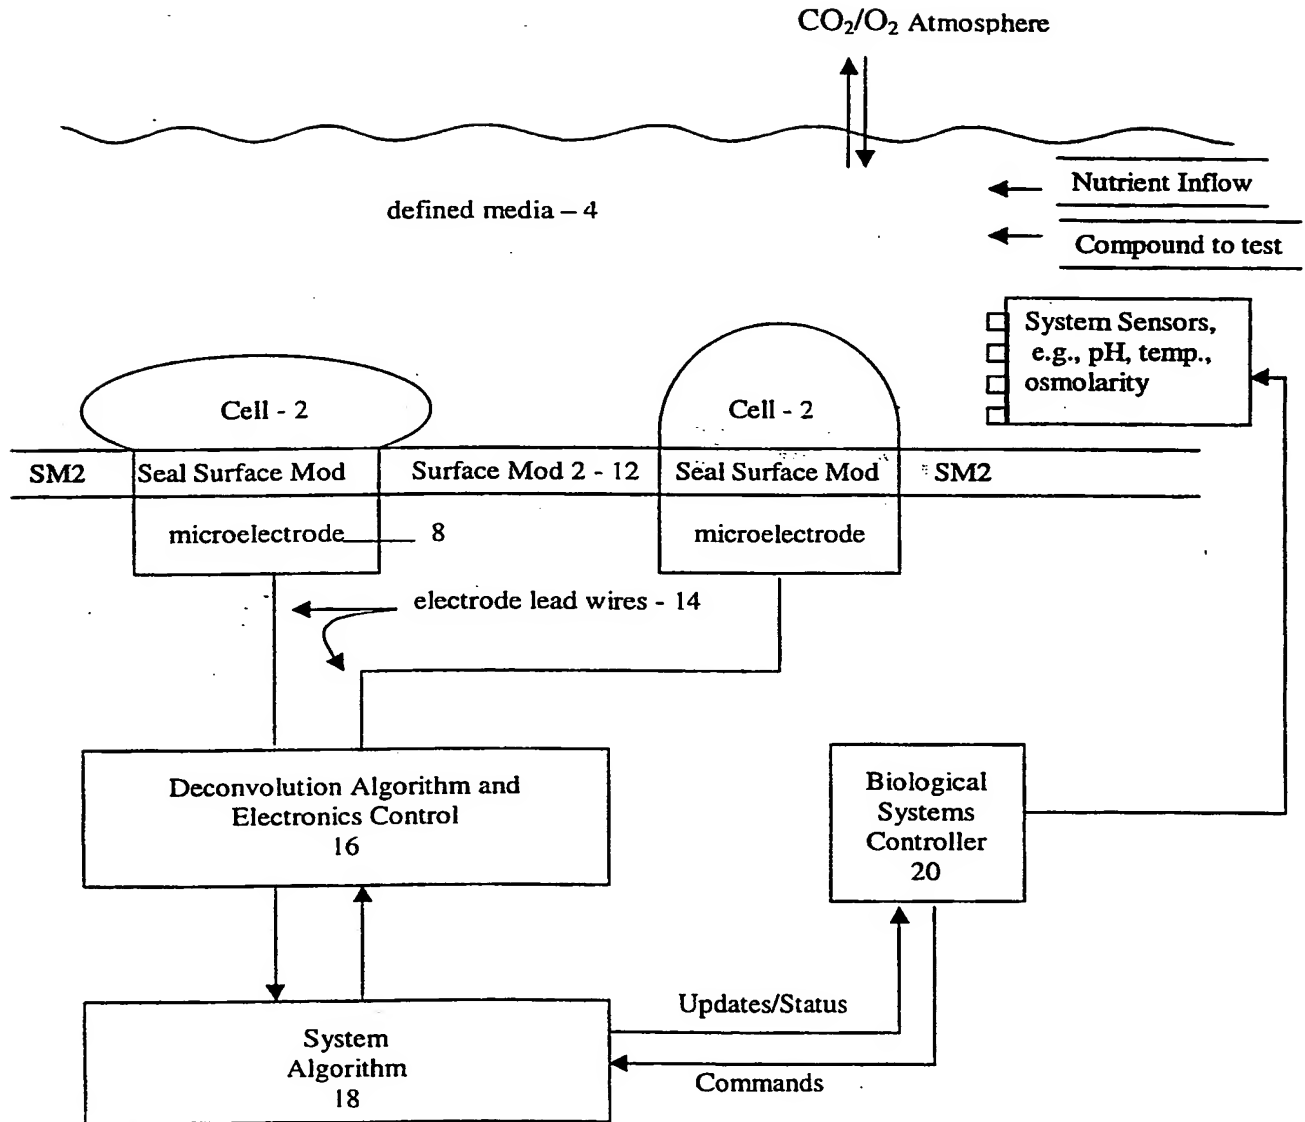 CO₂/O₂ Atmosphere
Nutrient Inflow
defined media – 4
Compound to test
System Sensors,
e.g., pH, temp.,
osmolarity
Cell - 2
Cell - 2
SM2
Seal Surface Mod
Surface Mod 2 - 12
Seal Surface Mod
SM2
microelectrode
8
microelectrode
electrode lead wires - 14
Deconvolution Algorithm and
Electronics Control
16
Biological
Systems
Controller
20
Updates/Status
System
Algorithm
18
Commands